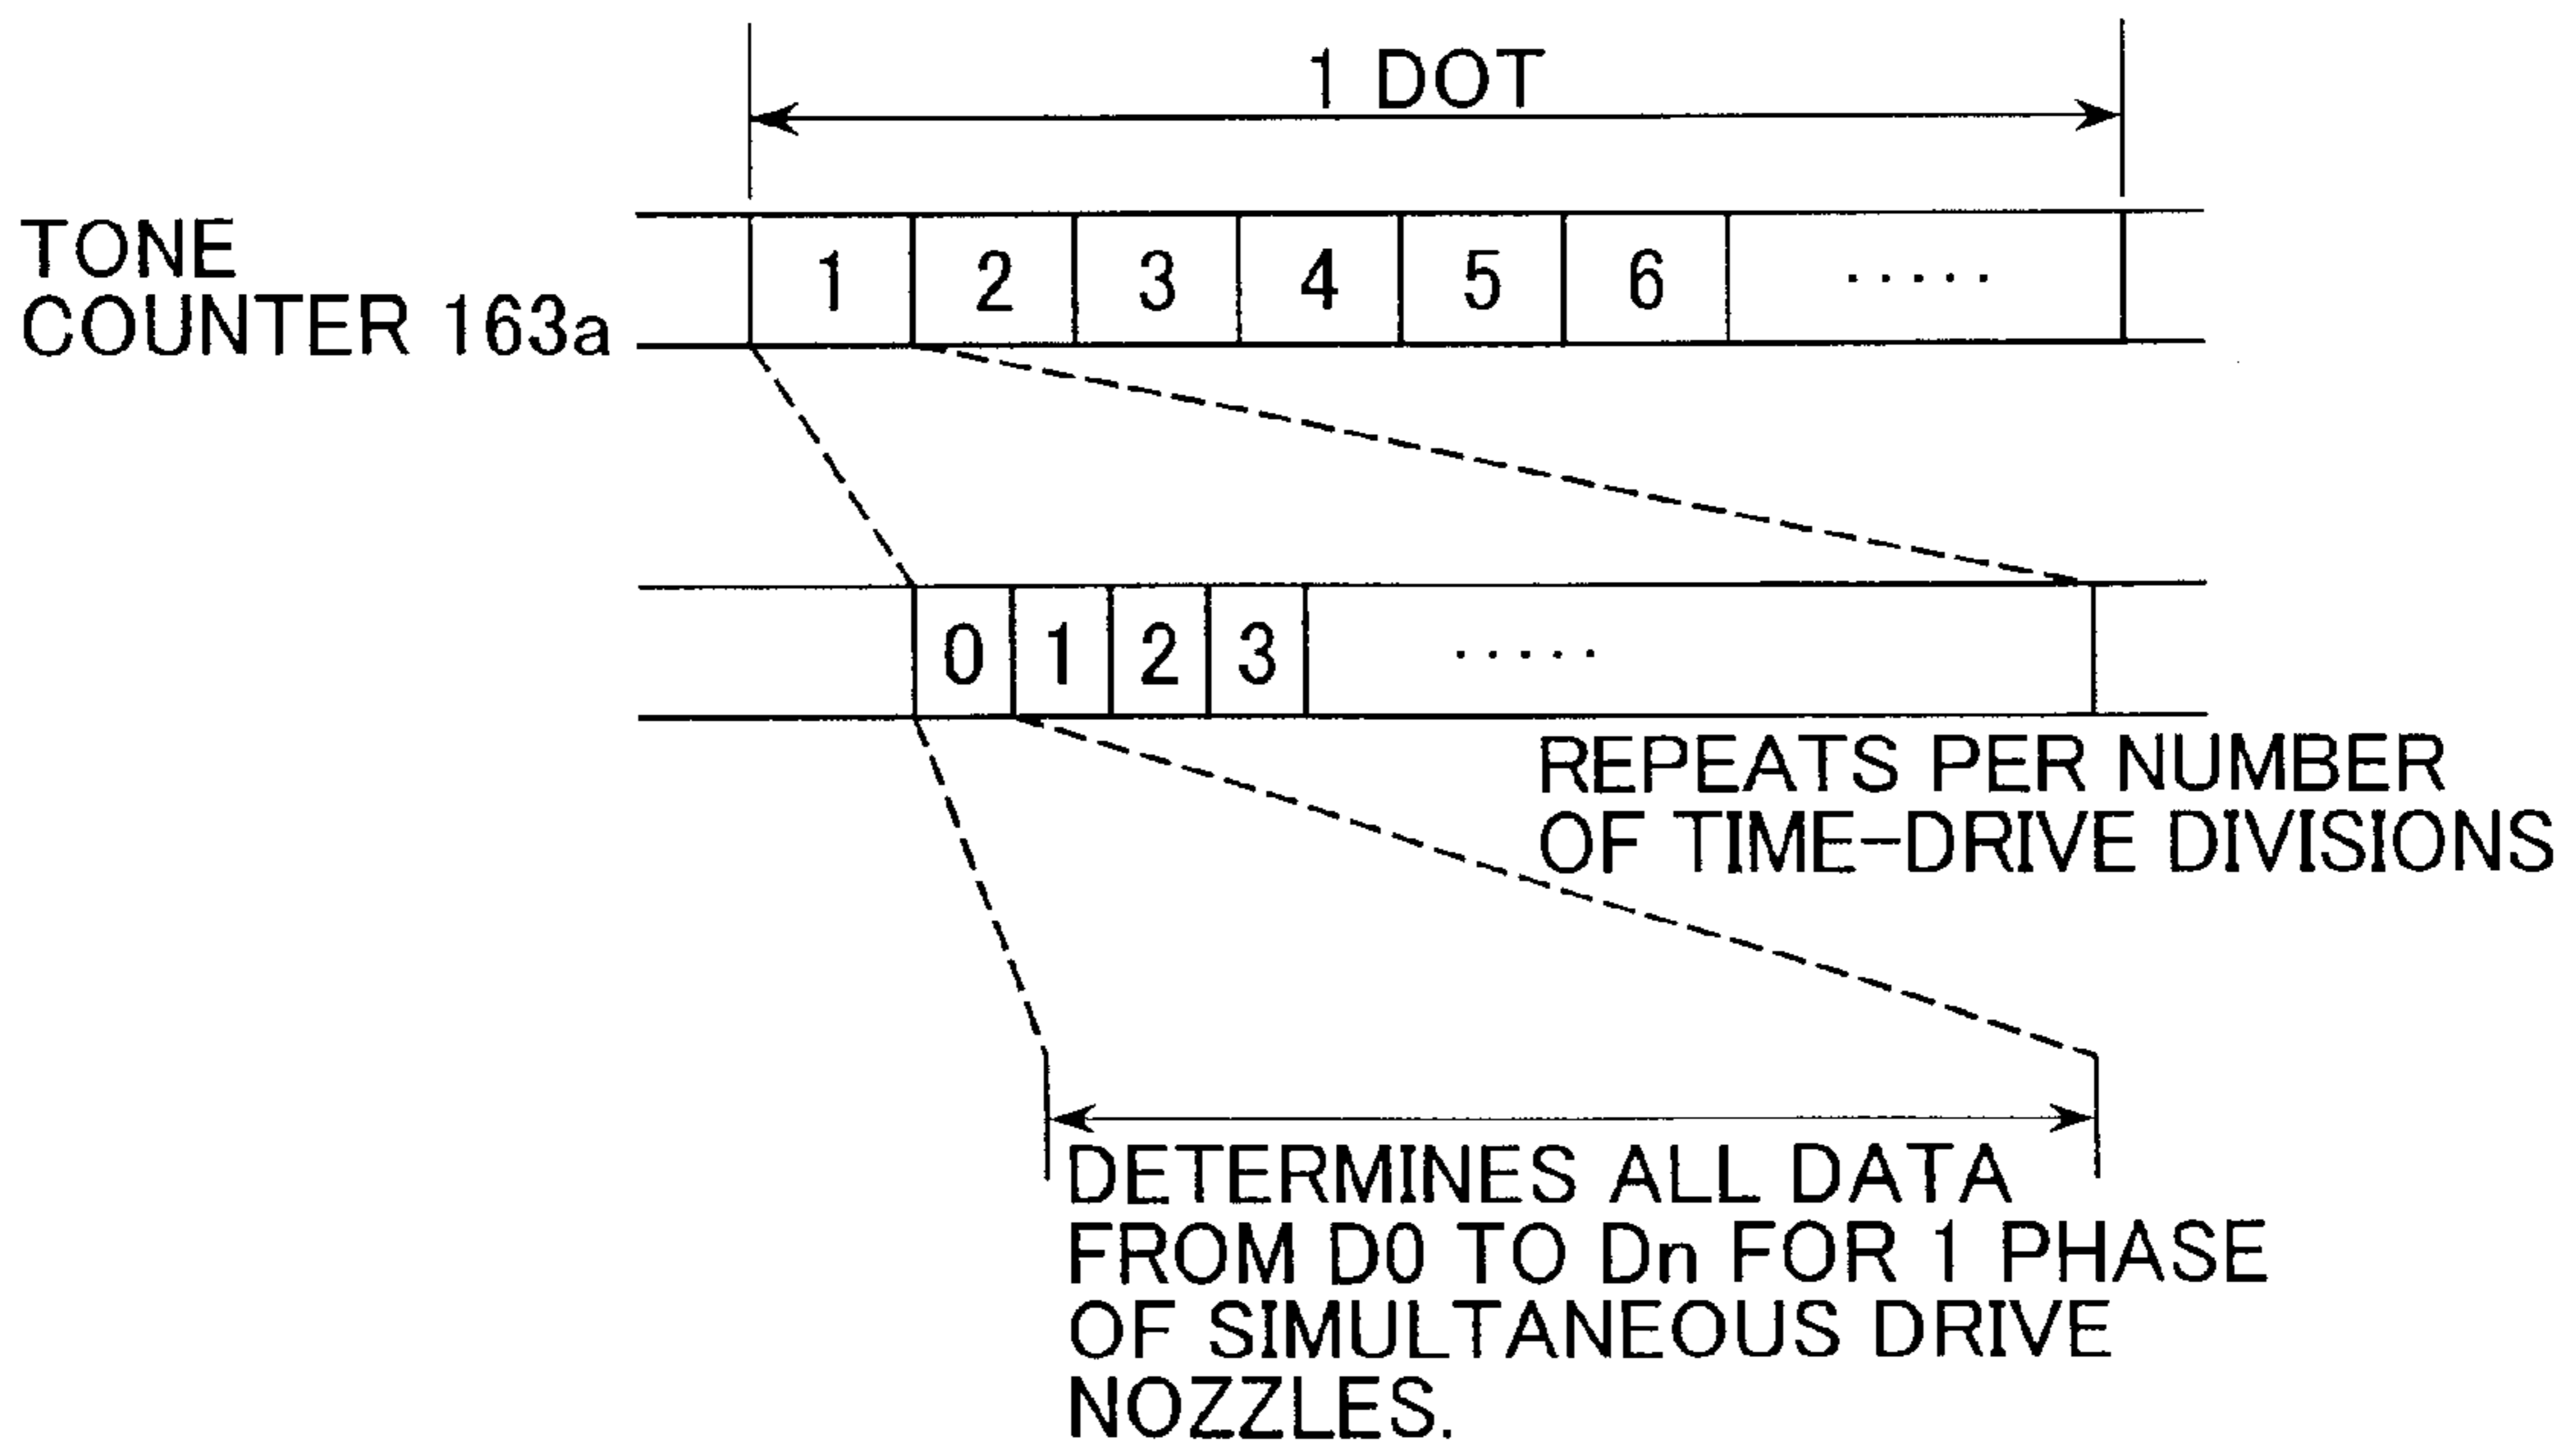 1 DOT
TONE
COUNTER 163a
1 2 3 4 5 6 .....
0 1 2 3 .....
REPEATS PER NUMBER
OF TIME-DRIVE DIVISIONS
DETERMINES ALL DATA
FROM D0 TO Dn FOR 1 PHASE
OF SIMULTANEOUS DRIVE
NOZZLES.